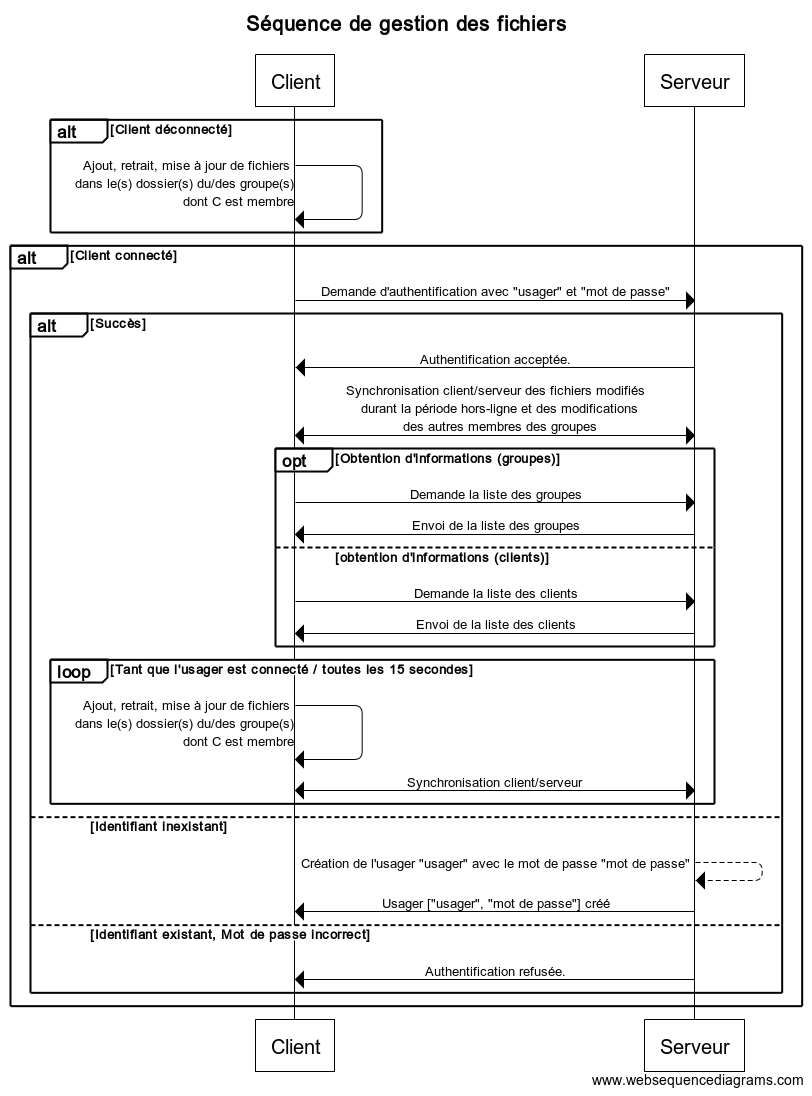 Séquence de gestion des fichiers
Client
Serveur
alt
[Client déconnecté]
Ajout, retrait, mise à jour de fichiers
dans le(s) dossier(s) du/des groupe(s)
dont C est membre
alt
[Client connecté]
Demande d'authentification avec "usager" et "mot de passe"
alt
[Succès]
Authentification acceptée.
Synchronisation client/serveur des fichiers modifiés
durant la période hors-ligne et des modifications
des autres membres des groupes
opt
[Obtention d'informations (groupes)]
Demande la liste des groupes
Envoi de la liste des groupes
[obtention d'informations (clients)]
Demande la liste des clients
Envoi de la liste des clients
loop
[Tant que l'usager est connecté / toutes les 15 secondes]
Ajout, retrait, mise à jour de fichiers
dans le(s) dossier(s) du/des groupe(s)
dont C est membre
Synchronisation client/serveur
[Identifiant inexistant]
Création de l'usager "usager" avec le mot de passe "mot de passe"
Usager ["usager", "mot de passe"] créé
[Identifiant existant, Mot de passe incorrect]
Authentification refusée.
Client
Serveur
www.websequencediagrams.com